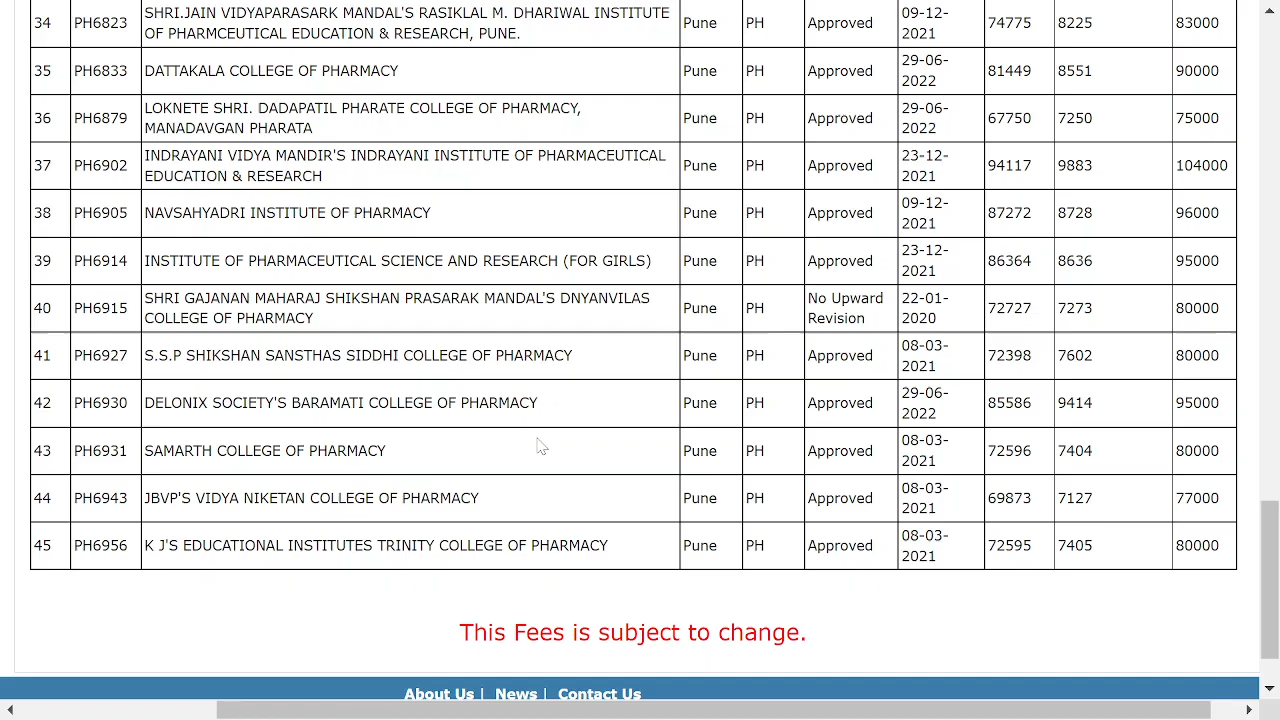 34 PH6823 SHRI.JAIN VIDYAPARASARK MANDAL'S RASIKLAL M. DHARIWAL INSTITUTE OF PHARMCEUTICAL EDUCATION & RESEARCH, PUNE. Pune PH Approved 09-12-2021 74775 8225 83000
35 PH6833 DATTAKALA COLLEGE OF PHARMACY Pune PH Approved 29-06-2022 81449 8551 90000
36 PH6879 LOKNETE SHRI. DADAPATIL PHARATE COLLEGE OF PHARMACY, MANADAVGAN PHARATA Pune PH Approved 29-06-2022 67750 7250 75000
37 PH6902 INDRAYANI VIDYA MANDIR'S INDRAYANI INSTITUTE OF PHARMACEUTICAL EDUCATION & RESEARCH Pune PH Approved 23-12-2021 94117 9883 104000
38 PH6905 NAVSAHYADRI INSTITUTE OF PHARMACY Pune PH Approved 09-12-2021 87272 8728 96000
39 PH6914 INSTITUTE OF PHARMACEUTICAL SCIENCE AND RESEARCH (FOR GIRLS) Pune PH Approved 23-12-2021 86364 8636 95000
40 PH6915 SHRI GAJANAN MAHARAJ SHIKSHAN PRASARAK MANDAL'S DNYANVILAS COLLEGE OF PHARMACY Pune PH No Upward Revision 22-01-2020 72727 7273 80000
41 PH6927 S.S.P SHIKSHAN SANSTHAS SIDDHI COLLEGE OF PHARMACY Pune PH Approved 08-03-2021 72398 7602 80000
42 PH6930 DELONIX SOCIETY'S BARAMATI COLLEGE OF PHARMACY Pune PH Approved 29-06-2022 85586 9414 95000
43 PH6931 SAMARTH COLLEGE OF PHARMACY Pune PH Approved 08-03-2021 72596 7404 80000
44 PH6943 JBVP'S VIDYA NIKETAN COLLEGE OF PHARMACY Pune PH Approved 08-03-2021 69873 7127 77000
45 PH6956 K J'S EDUCATIONAL INSTITUTES TRINITY COLLEGE OF PHARMACY Pune PH Approved 08-03-2021 72595 7405 80000
This Fees is subject to change.
About Us | News | Contact Us